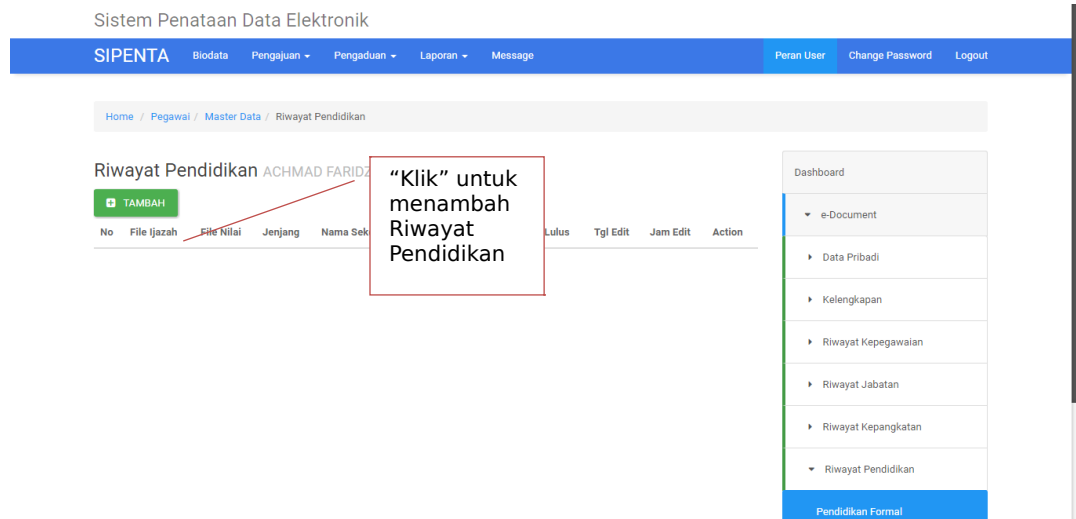 Sistem Penataan Data Elektronik
SIPENTA Biodata Pengajuan Pengaduan Laporan Message Peran User Change Password Logout
Home / Pegawai / Master Data / Riwayat Pendidikan
Riwayat Pendidikan ACHMAD FARIDZ
TAMBAH
No File Ijazah File Nilai Jenjang Nama Lulus Tgl Edit Jam Edit Action
“Klik” untuk
menambah
Riwayat
Pendidikan
Dashboard
e-Document
Data Pribadi
Kelengkapan
Riwayat Kepegawaian
Riwayat Jabatan
Riwayat Kepangkatan
Riwayat Pendidikan
Pendidikan Formal